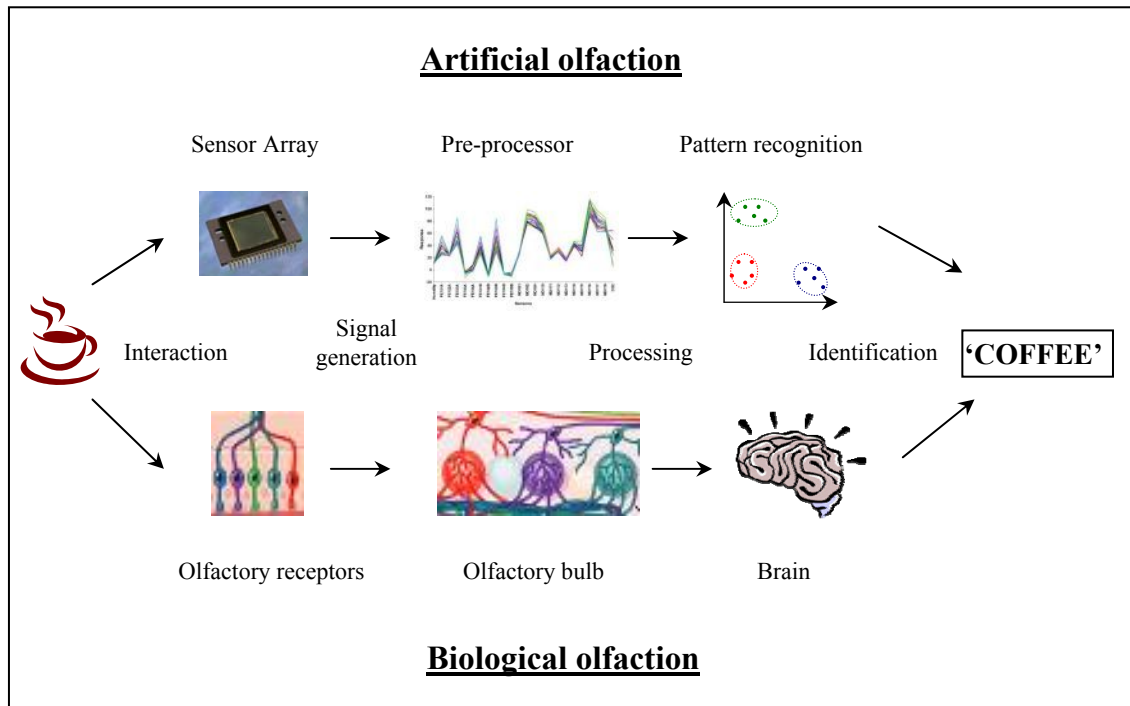 Artificial olfaction
Sensor Array
Pre-processor
Pattern recognition
Interaction
Signal
generation
Processing
Identification
‘COFFEE’
Olfactory receptors
Olfactory bulb
Brain
Biological olfaction